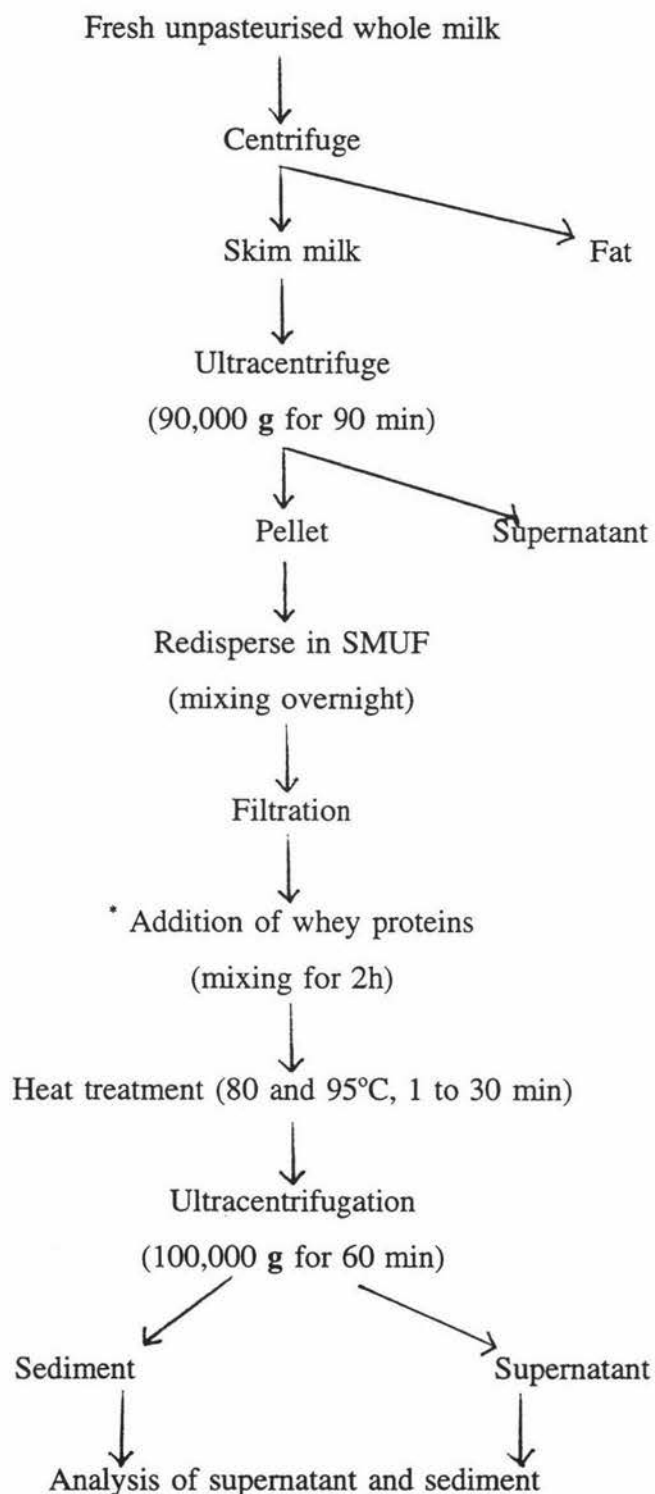 Fresh unpasteurised whole milk
Centrifuge
Skim milk
Fat
Ultracentrifuge
(90,000 g for 90 min)
Pellet
Supernatant
Redisperse in SMUF
(mixing overnight)
Filtration
* Addition of whey proteins
(mixing for 2h)
Heat treatment (80 and 95°C, 1 to 30 min)
Ultracentrifugation
(100,000 g for 60 min)
Sediment
Supernatant
Analysis of supernatant and sediment